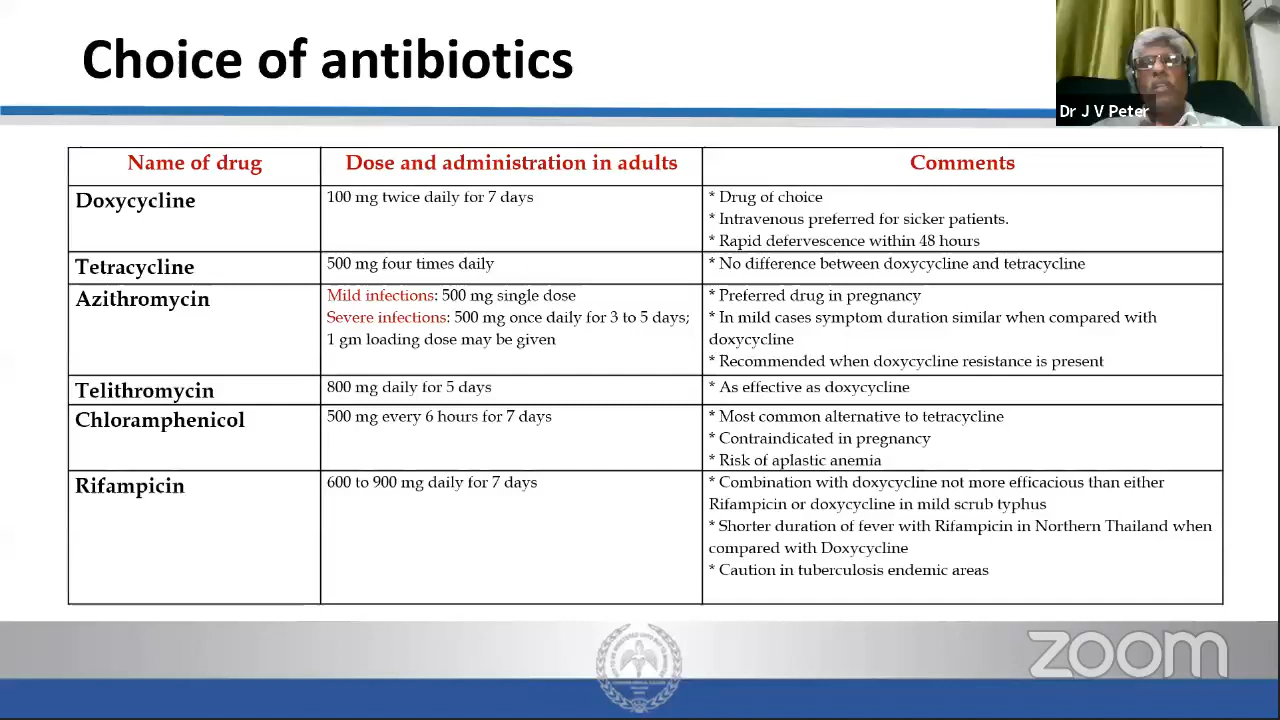 Choice of antibiotics
Dr J V Peter
Name of drug
Dose and administration in adults
Comments
Doxycycline
100 mg twice daily for 7 days
* Drug of choice
* Intravenous preferred for sicker patients.
* Rapid defervescence within 48 hours
Tetracycline
500 mg four times daily
* No difference between doxycycline and tetracycline
Azithromycin
Mild infections: 500 mg single dose
Severe infections: 500 mg once daily for 3 to 5 days;
1 gm loading dose may be given
* Preferred drug in pregnancy
* In mild cases symptom duration similar when compared with
doxycycline
* Recommended when doxycycline resistance is present
Telithromycin
800 mg daily for 5 days
* As effective as doxycycline
Chloramphenicol
500 mg every 6 hours for 7 days
* Most common alternative to tetracycline
* Contraindicated in pregnancy
* Risk of aplastic anemia
Rifampicin
600 to 900 mg daily for 7 days
* Combination with doxycycline not more efficacious than either
Rifampicin or doxycycline in mild scrub typhus
* Shorter duration of fever with Rifampicin in Northern Thailand when
compared with Doxycycline
* Caution in tuberculosis endemic areas
zoom